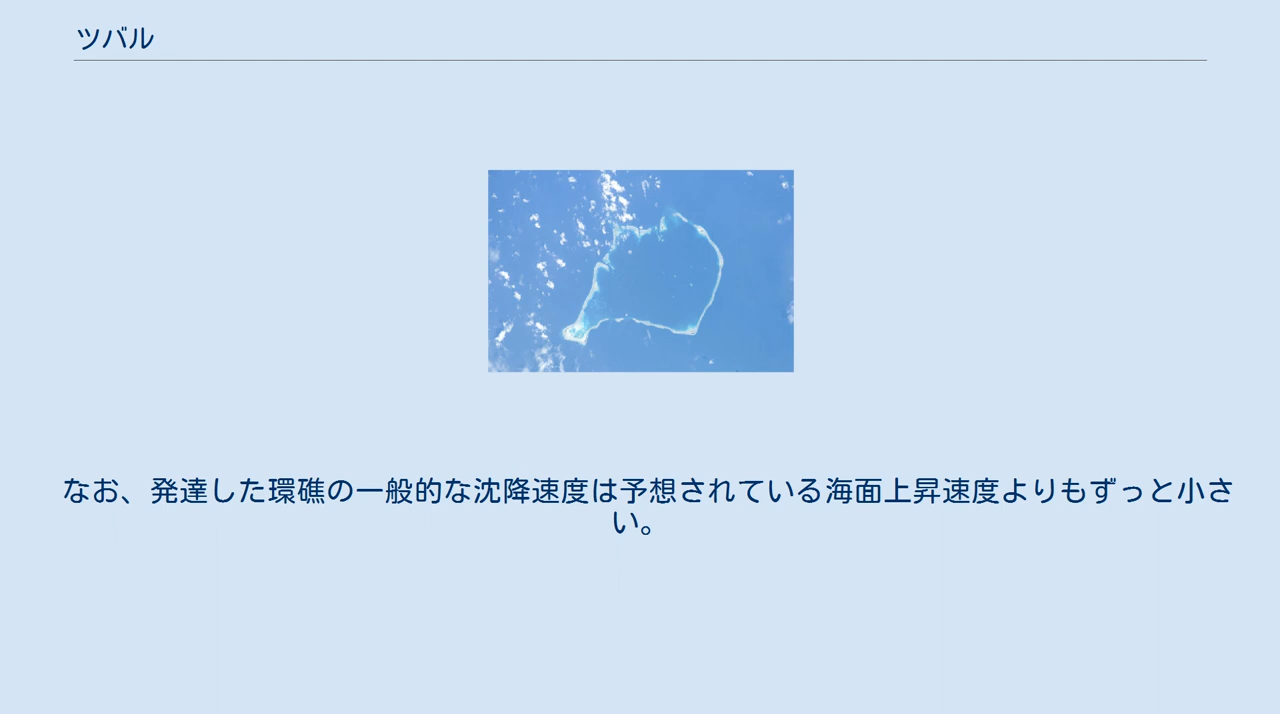 ツバル
なお、発達した環礁の一般的な沈降速度は予想されている海面上昇速度よりもずっと小さ
い。